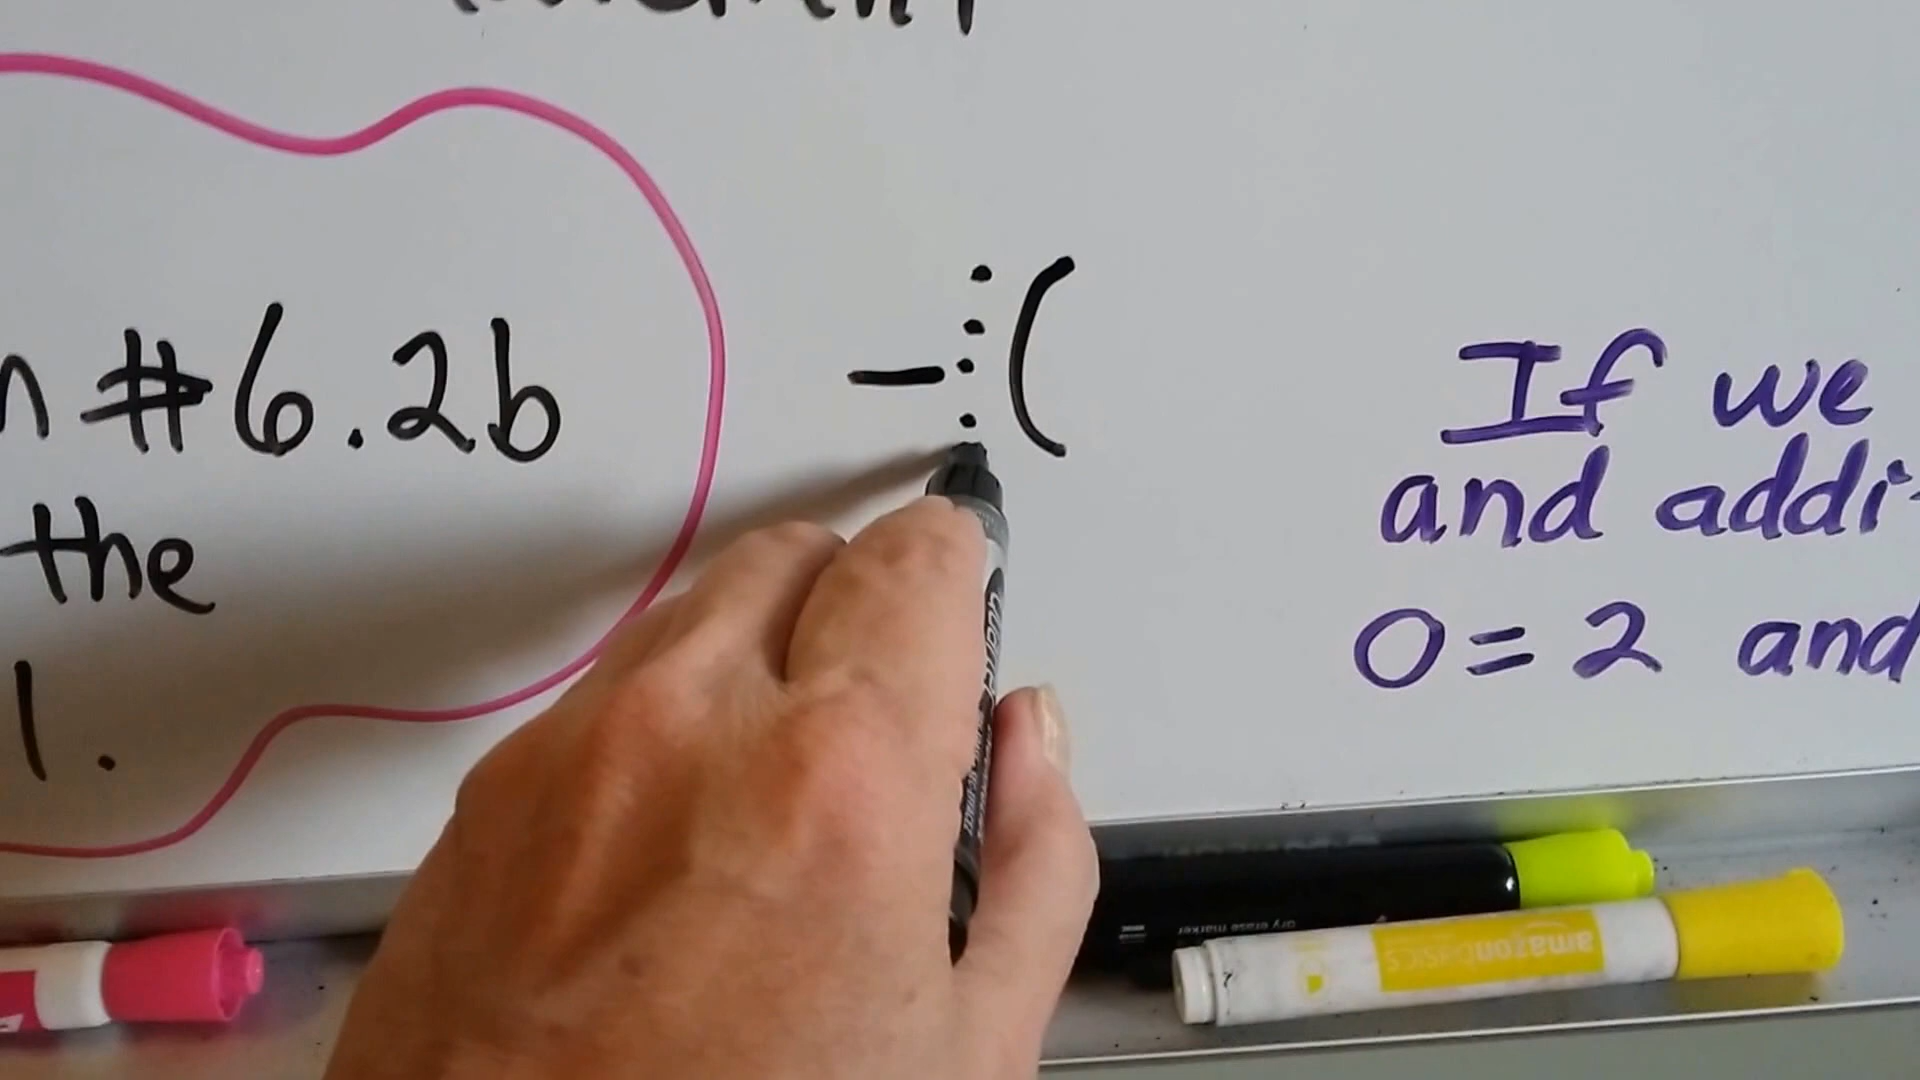 n #6.2b
the
1.
-⋮(
If we
and addi-
0=2 and
dry erase marker
amazonbasics